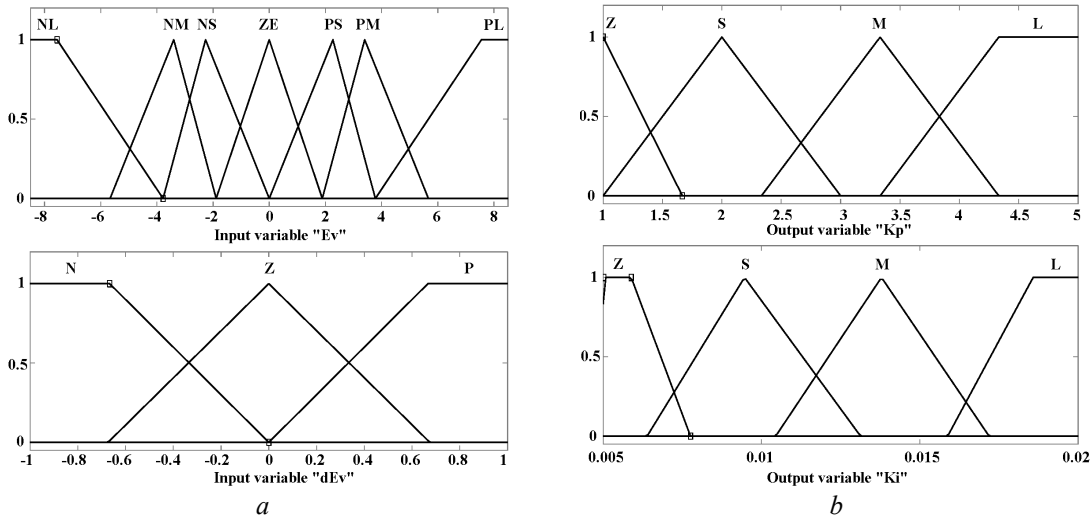 NL NM NS ZE PS PM PL
1
0.5
0
-8 -6 -4 -2 0 2 4 6 8
Input variable "Ev"
N Z P
1
0.5
0
-1 -0.8 -0.6 -0.4 -0.2 0 0.2 0.4 0.6 0.8 1
Input variable "dEv"
a
Z S M L
1
0.5
0
1 1.5 2 2.5 3 3.5 4 4.5 5
Output variable "Kp"
Z S M L
1
0.5
0
0.005 0.01 0.015 0.02
Output variable "Ki"
b